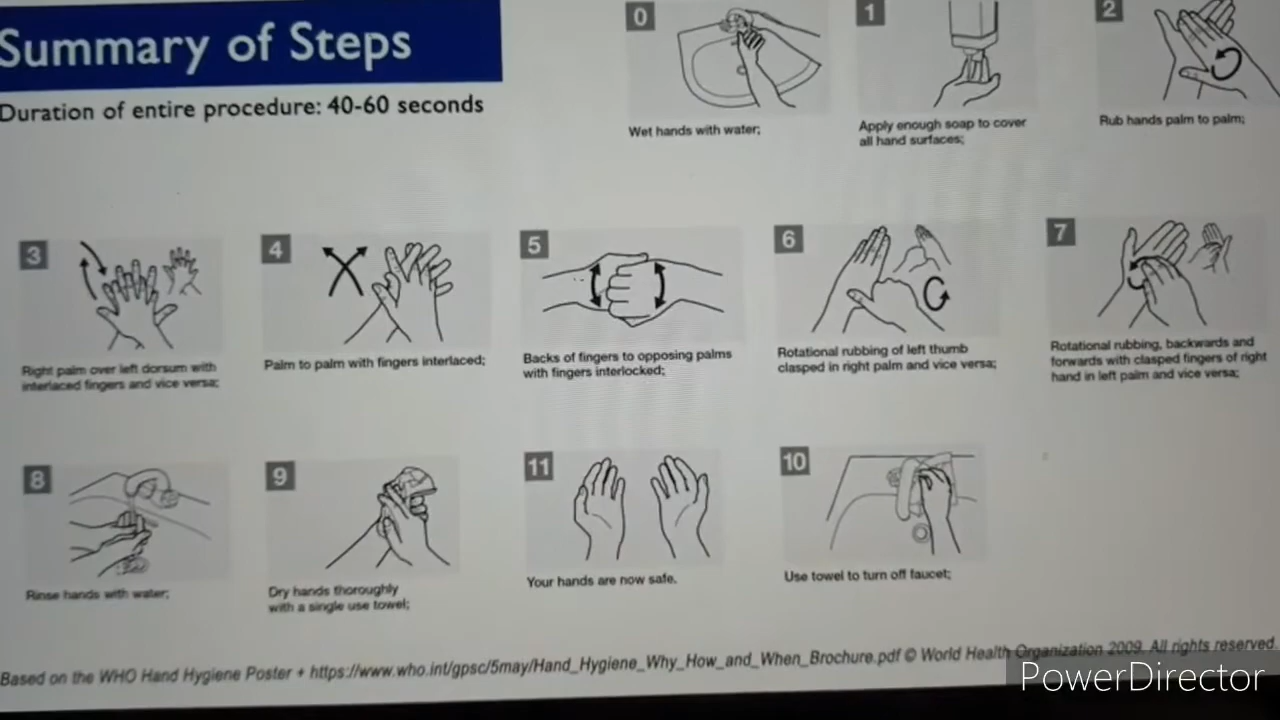 Summary of Steps
Duration of entire procedure: 40-60 seconds
0
Wet hands with water;
1
Apply enough soap to cover
all hand surfaces;
2
Rub hands palm to palm;
3
Right palm over left dorsum with
interlaced fingers and vice versa;
4
Palm to palm with fingers interlaced;
5
Backs of fingers to opposing palms
with fingers interlocked;
6
Rotational rubbing of left thumb
clasped in right palm and vice versa;
7
Rotational rubbing, backwards and
forwards with clasped fingers of right
hand in left palm and vice versa;
8
Rinse hands with water;
9
Dry hands thoroughly
with a single use towel;
11
Your hands are now safe.
10
Use towel to turn off faucet;
Based on the WHO Hand Hygiene Poster + https://www.who.int/gpsc/5may/Hand_Hygiene_Why_How_and_When_Brochure.pdf © World Health Organization 2009. All rights reserved.
PowerDirector